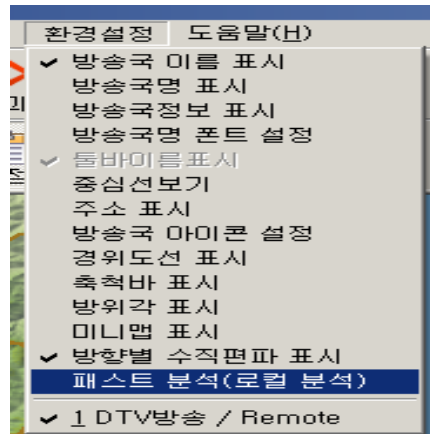 환경설정 도움말(H)
방송국 이름 표시
방송국명 표시
방송국정보 표시
방송국명 폰트 설정
툴바이름표시
중심선보기
주소 표시
방송국 아이콘 설정
경위도선 표시
축척바 표시
방위각 표시
미니맵 표시
방향별 수직편파 표시
패스트 분석(로컬 분석)
1 DTV방송 / Remote